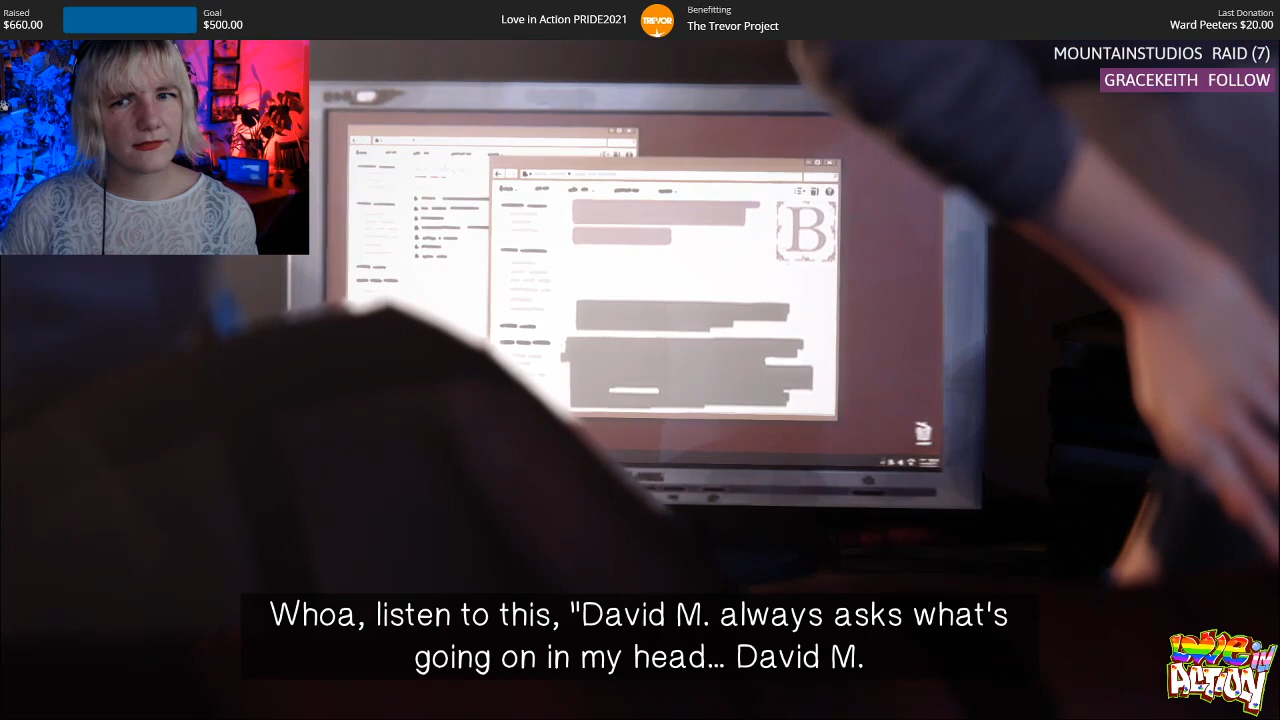 Raised
$660.00
Goal
$500.00
Love in Action PRIDE2021
TREVOR
Benefitting
The Trevor Project
Last Donation
Ward Peeters $20.00
MOUNTAINSTUDIOS RAID (7)
GRACEKEITH FOLLOW
B
Whoa, listen to this, "David M. always asks what's
going on in my head... David M.
LOVE in
ACTION